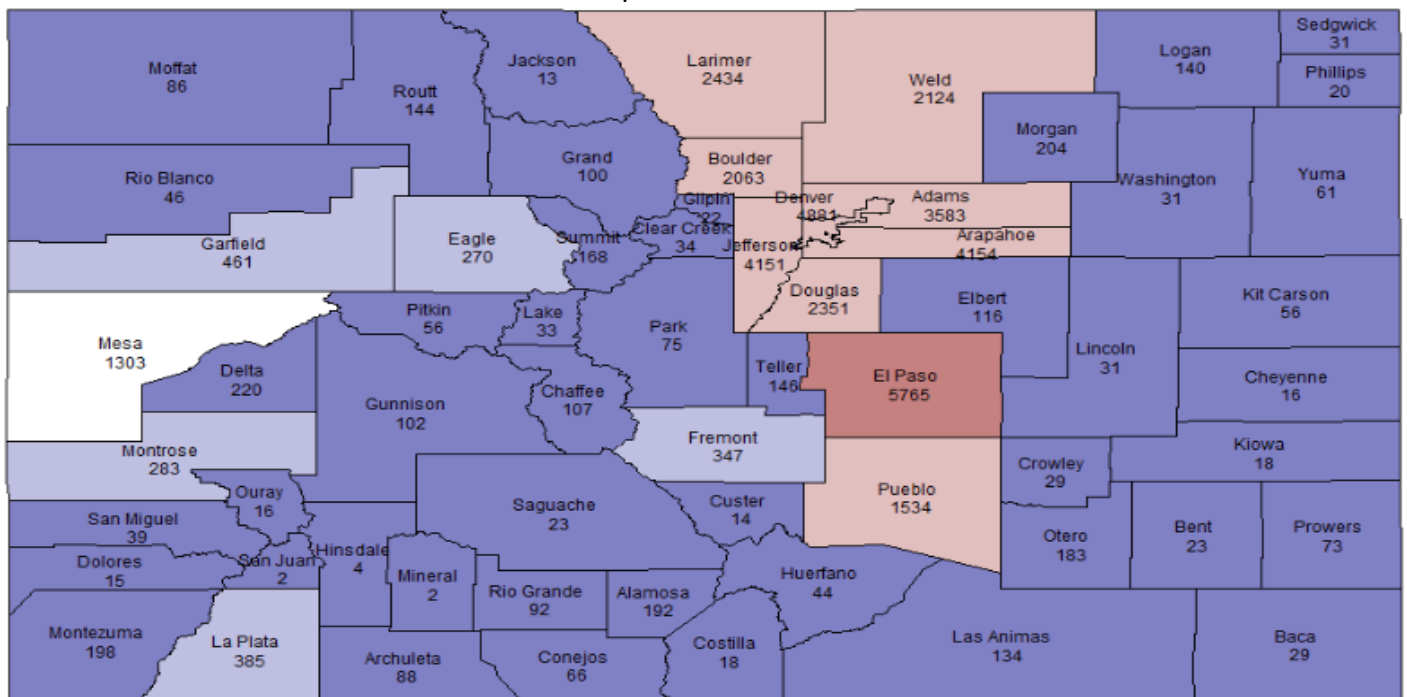 Sedgwick
31
Logan
140
Jackson
13
Larimer
2434
Moffat
86
Phillips
20
Weld
2124
Routt
144
Morgan
204
Grand
100
Boulder
2063
Rio Blanco
46
Washington
31
Yuma
61
Gilpin
22
Denver
4881
Adams
3583
Garfield
461
Eagle
270
Summit
168
Clear Creek
34
Jefferson
4151
Arapahoe
4154
Douglas
2351
Elbert
116
Kit Carson
56
Pitkin
56
Lake
33
Park
75
Mesa
1303
Lincoln
31
Delta
220
Teller
146
El Paso
5765
Cheyenne
16
Gunnison
102
Chaffee
107
Fremont
347
Kiowa
18
Montrose
283
Crowley
29
Pueblo
1534
Ouray
16
Saguache
23
Custer
14
San Miguel
39
Otero
183
Bent
23
Prowers
73
Dolores
15
San Juan
2
Hinsdale
4
Mineral
2
Huerfano
44
Rio Grande
92
Alamosa
192
Montezuma
198
La Plata
385
Archuleta
88
Conejos
66
Costilla
18
Las Animas
134
Baca
29